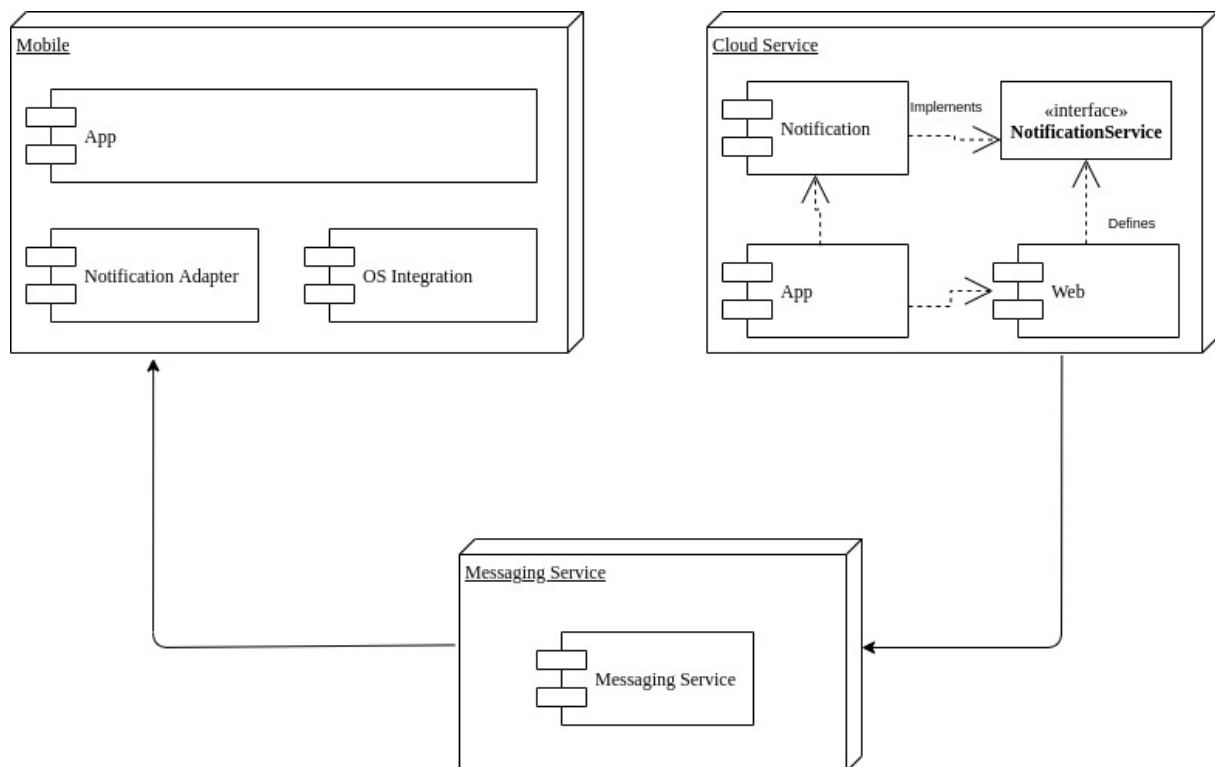 Mobile
App
Notification Adapter
OS Integration
Cloud Service
Notification
Implements
«interface»
NotificationService
Defines
App
Web
Messaging Service
Messaging Service